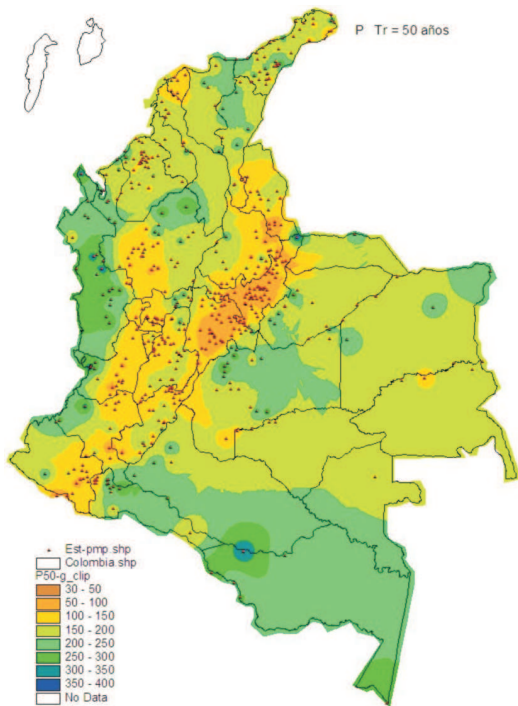 P Tr = 50 años
Est-pmp.shp
Colombia.shp
P50-g_clip
30 - 50
50 - 100
100 - 150
150 - 200
200 - 250
250 - 300
300 - 350
350 - 400
No Data